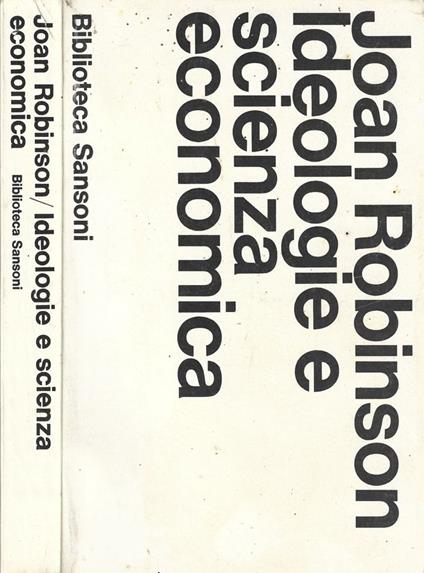 Joan Robinson
Ideologie e
scienza
economica
Biblioteca Sansoni
Joan Robinson/Ideologie e scienza
economica Biblioteca Sansoni